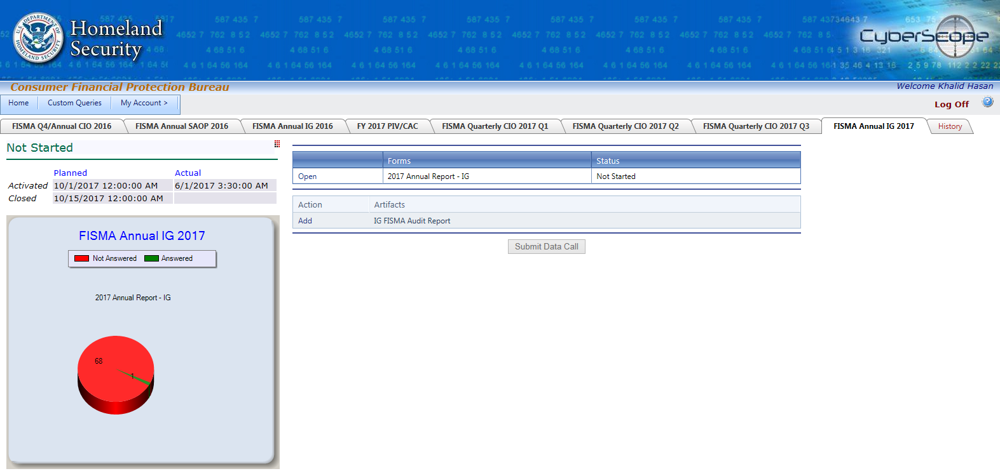 U.S. DEPARTMENT OF HOMELAND SECURITY
Homeland
Security
CyberScope
Consumer Financial Protection Bureau
Welcome Khalid Hasan
Home Custom Queries My Account >
Log Off
FISMA Q4/Annual CIO 2016 FISMA Annual SAOP 2016 FISMA Annual IG 2016 FY 2017 PIV/CAC FISMA Quarterly CIO 2017 Q1 FISMA Quarterly CIO 2017 Q2 FISMA Quarterly CIO 2017 Q3 FISMA Annual IG 2017 History
Not Started
Planned Actual
Activated 10/1/2017 12:00:00 AM 6/1/2017 3:30:00 AM
Closed 10/15/2017 12:00:00 AM
FISMA Annual IG 2017
Not Answered Answered
2017 Annual Report - IG
68
1
Forms Status
Open 2017 Annual Report - IG Not Started
Action Artifacts
Add IG FISMA Audit Report
Submit Data Call